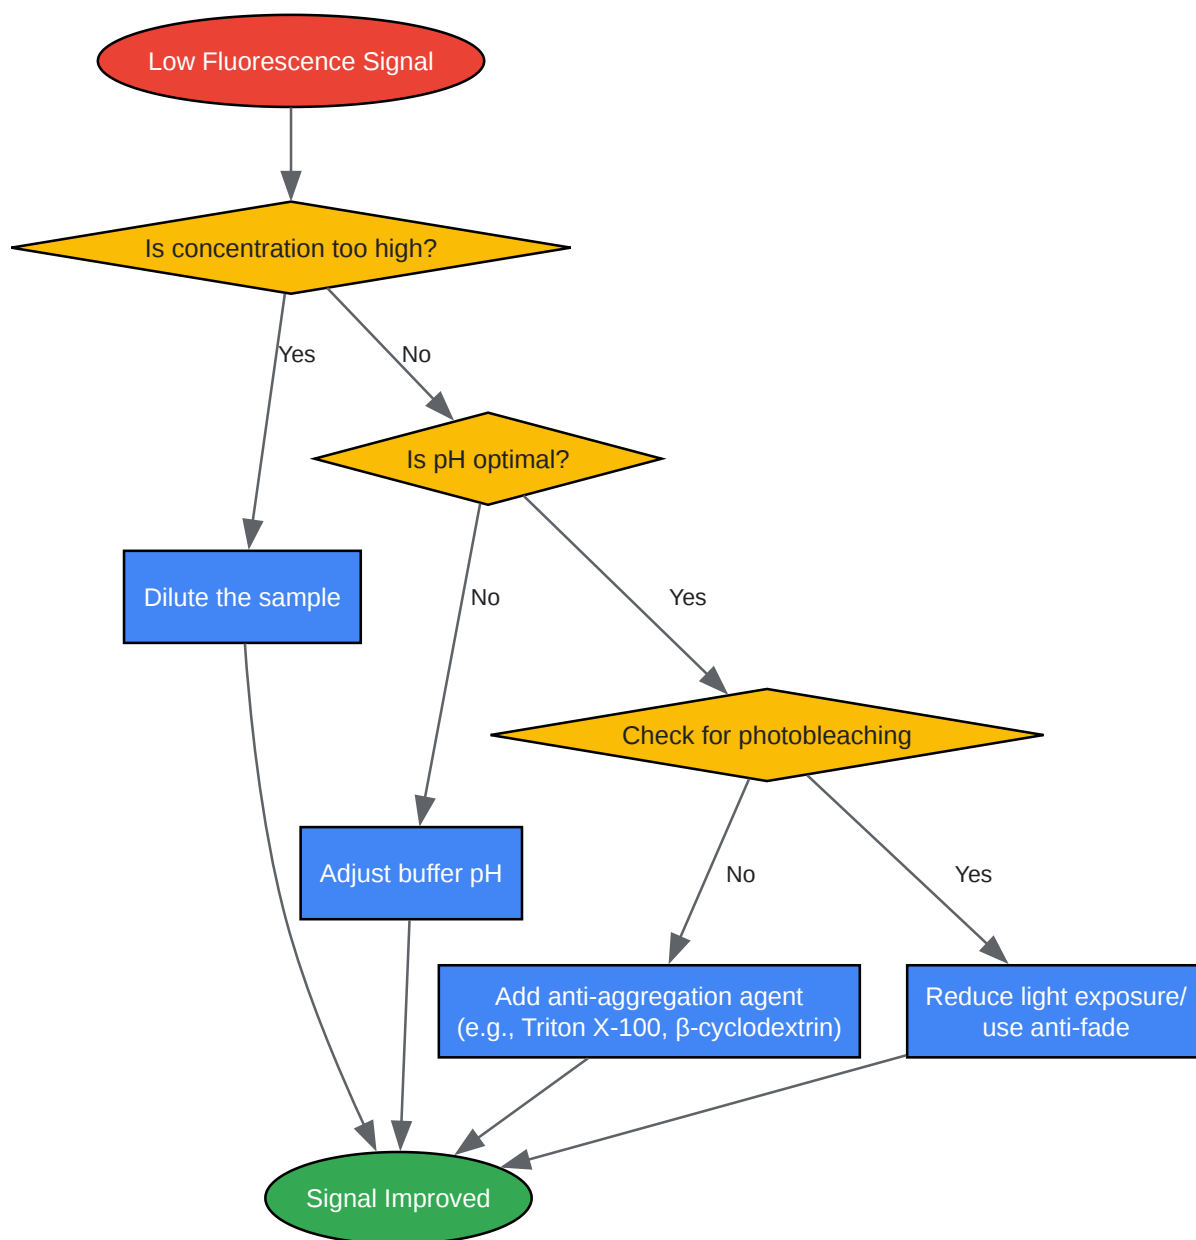 Low Fluorescence Signal
Is concentration too high?
Yes
No
Is pH optimal?
Dilute the sample
No
Yes
Check for photobleaching
Adjust buffer pH
No
Yes
Add anti-aggregation agent
(e.g., Triton X-100, β-cyclodextrin)
Reduce light exposure/
use anti-fade
Signal Improved